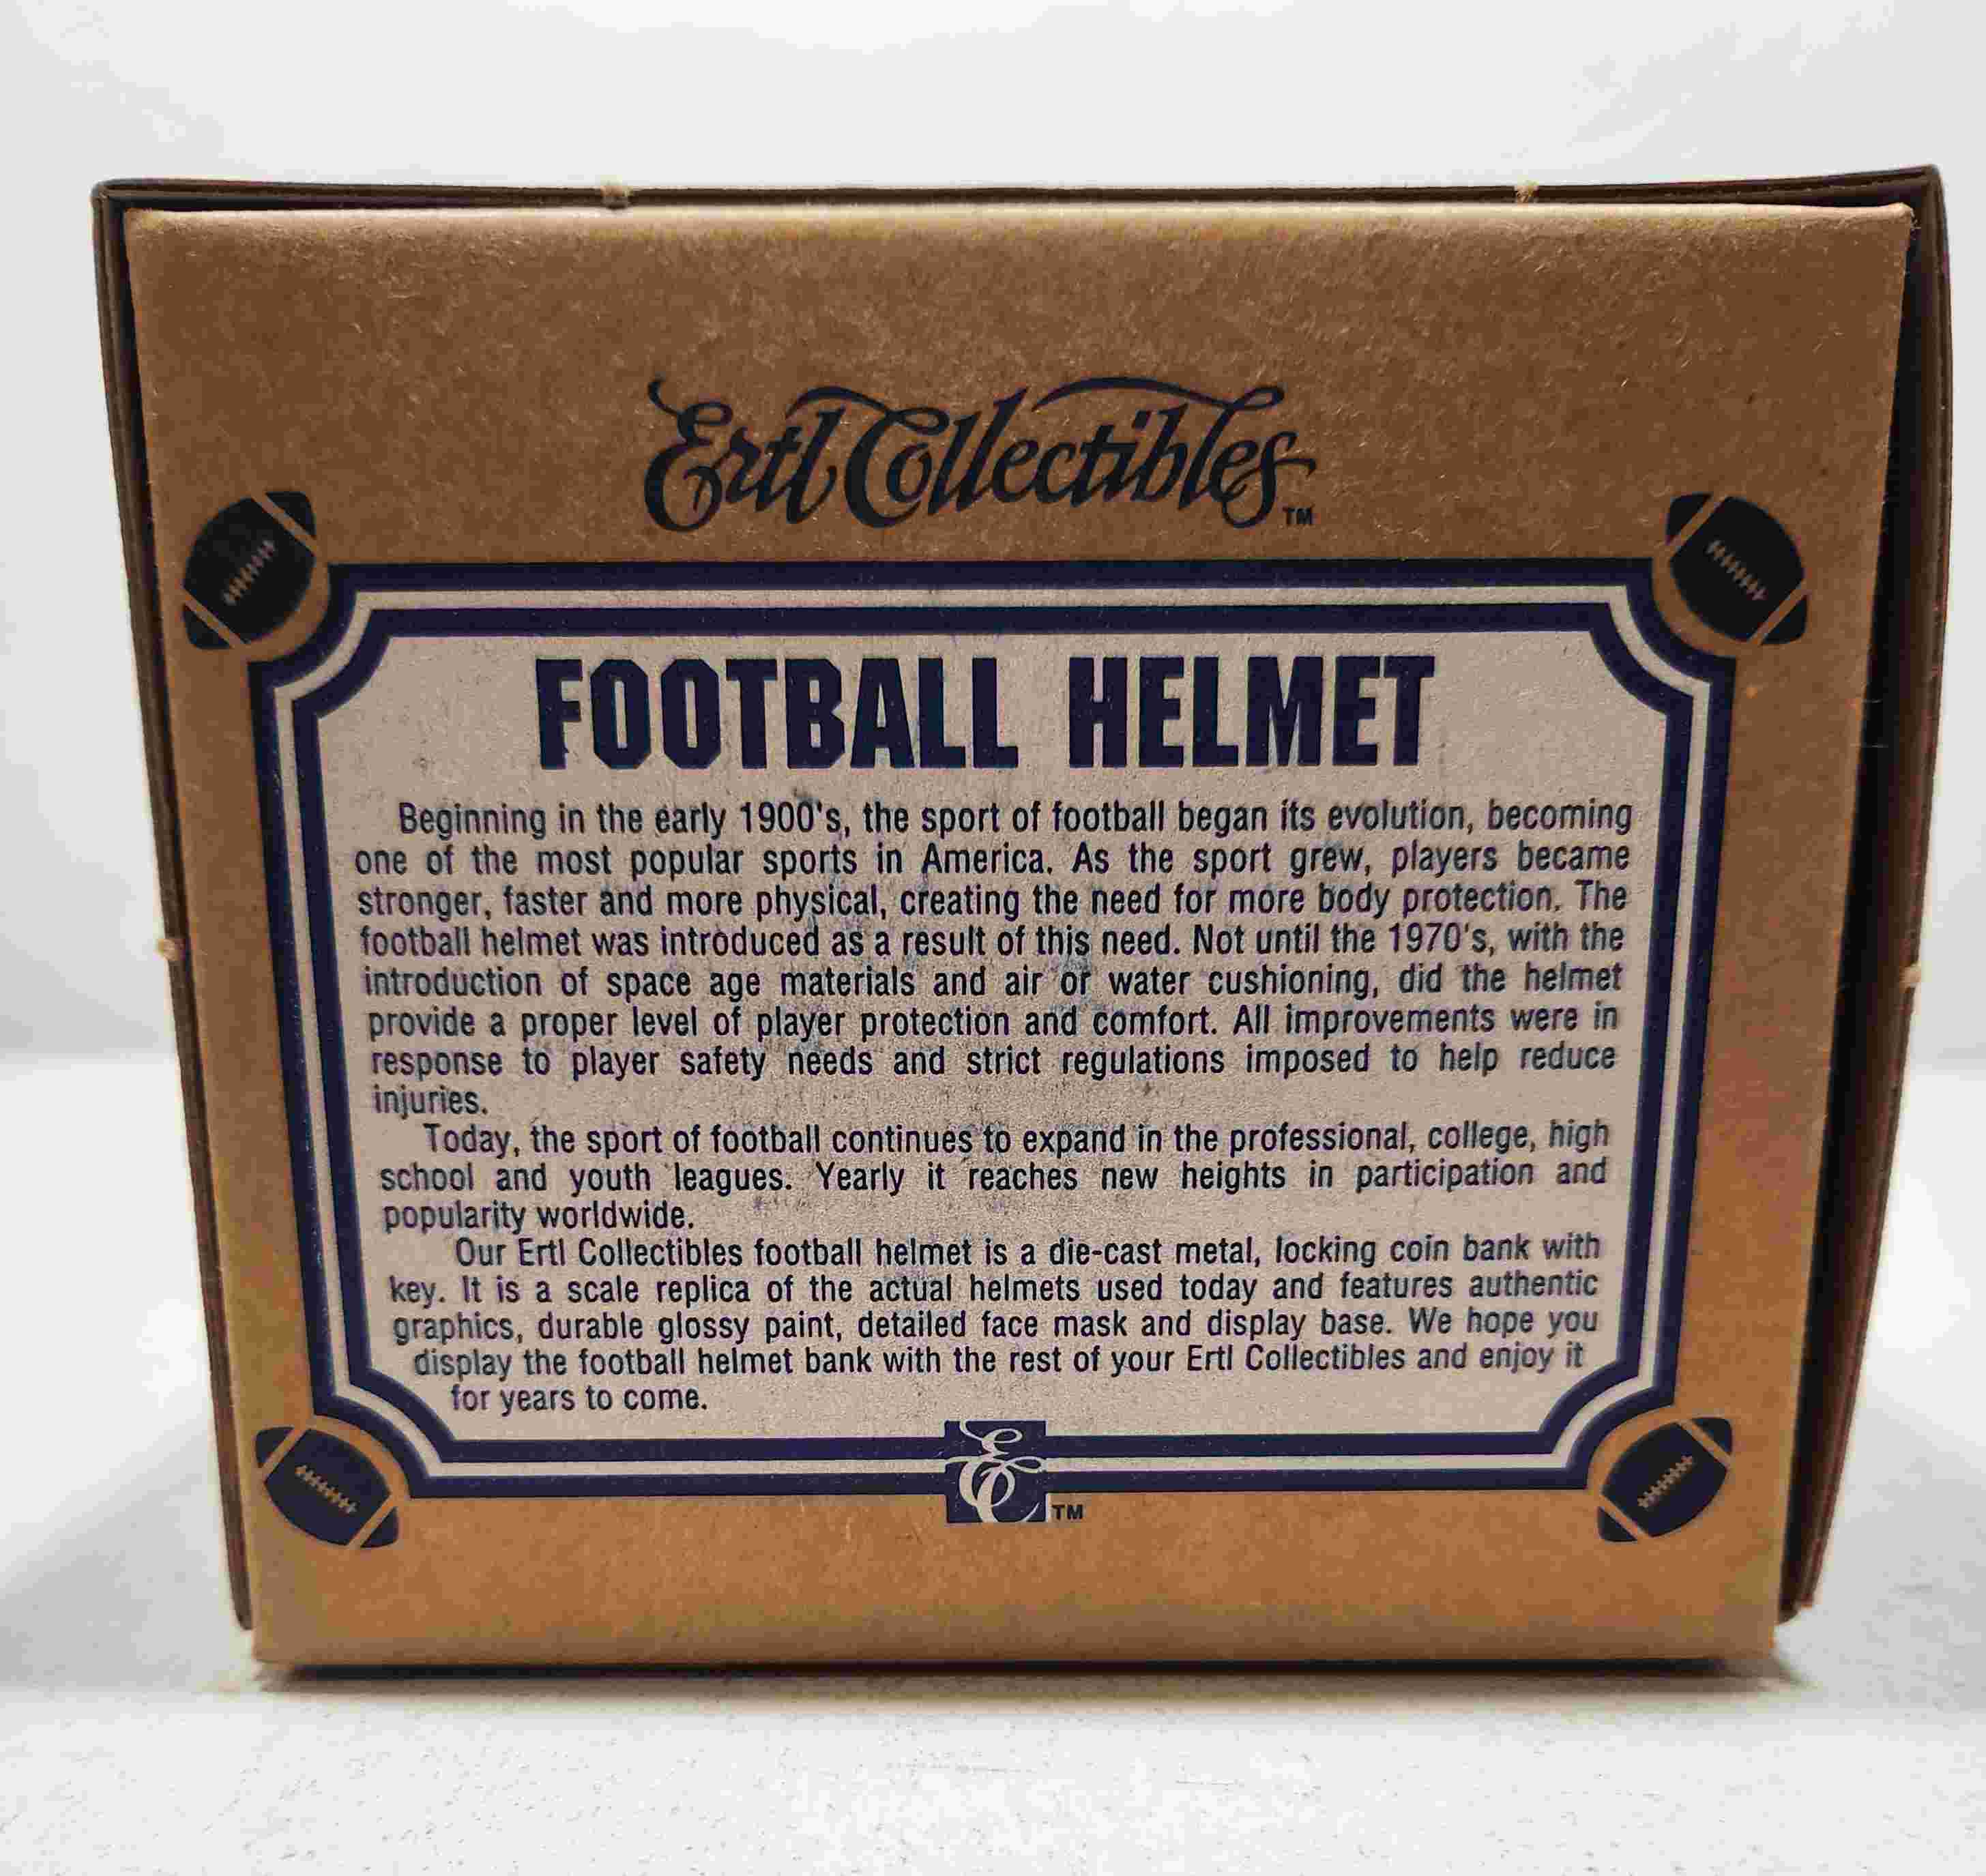 Ertl Collectibles TM
FOOTBALL HELMET
Beginning in the early 1900's, the sport of football began its evolution, becoming
one of the most popular sports in America. As the sport grew, players became
stronger, faster and more physical, creating the need for more body protection. The
football helmet was introduced as a result of this need. Not until the 1970's, with the
introduction of space age materials and air or water cushioning, did the helmet
provide a proper level of player protection and comfort. All improvements were in
response to player safety needs and strict regulations imposed to help reduce
injuries.
Today, the sport of football continues to expand in the professional, college, high
school and youth leagues. Yearly it reaches new heights in participation and
popularity worldwide.
Our Ertl Collectibles football helmet is a die-cast metal, locking coin bank with
key. It is a scale replica of the actual helmets used today and features authentic
graphics, durable glossy paint, detailed face mask and display base. We hope you
display the football helmet bank with the rest of your Ertl Collectibles and enjoy it
for years to come.
EC TM